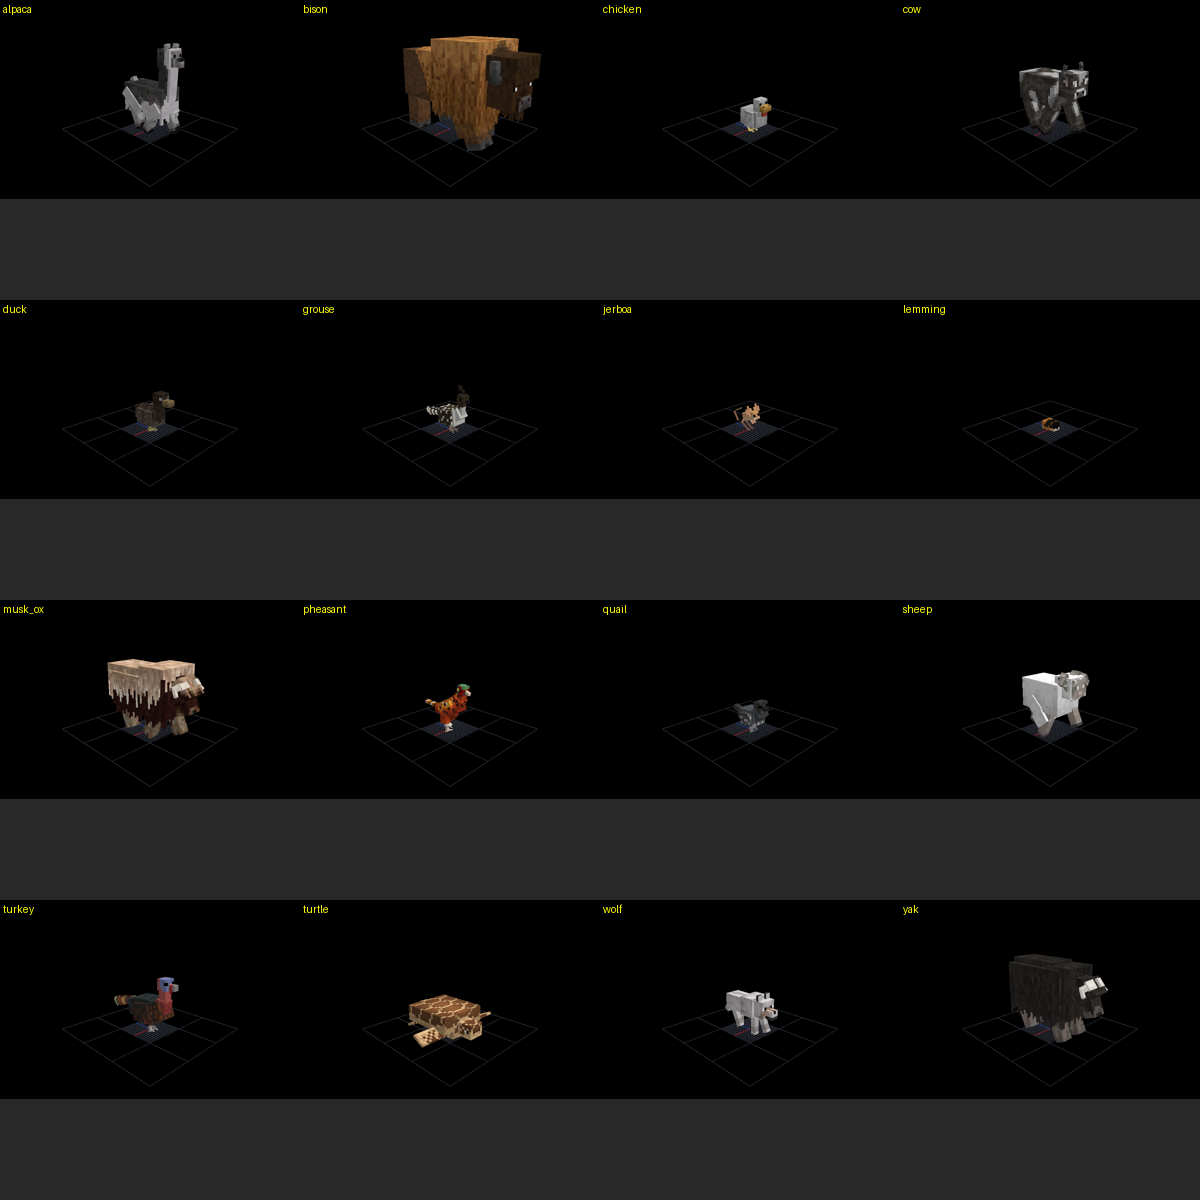 alpaca
bison
chicken
cow
duck
grouse
jerboa
lemming
musk_ox
pheasant
quail
sheep
turkey
turtle
wolf
yak